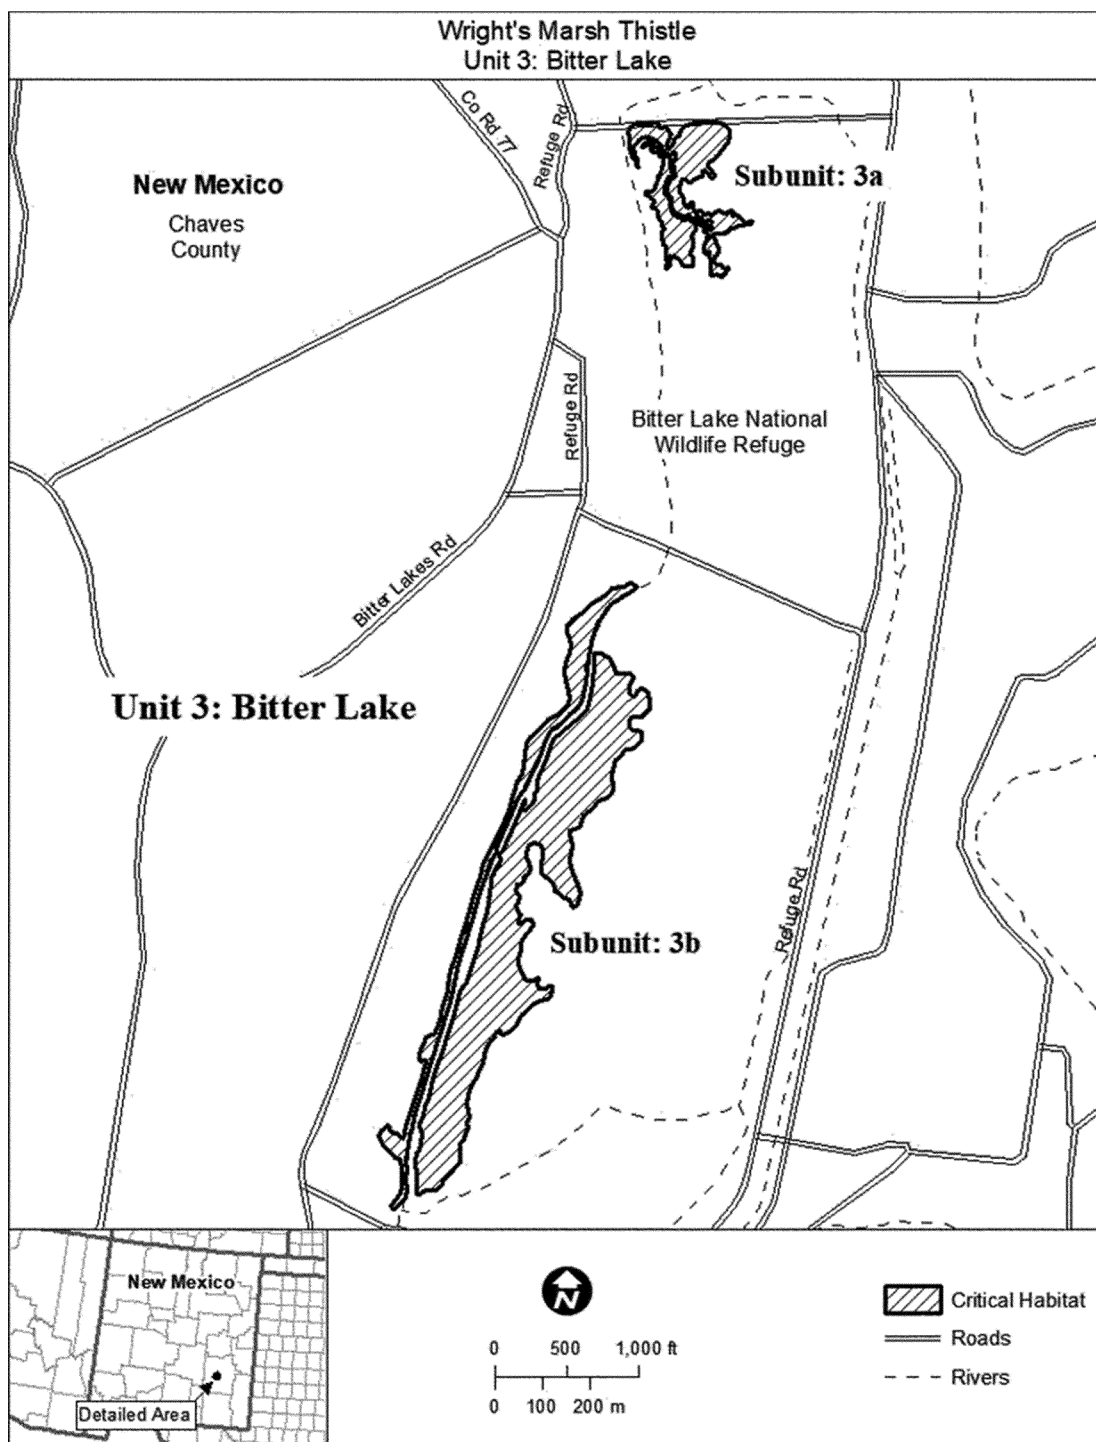 Wright's Marsh Thistle
Unit 3: Bitter Lake
Co Rd 77
Refuge Rd
New Mexico
Chaves
County
Subunit: 3a
Refuge Rd
Bitter Lake National
Wildlife Refuge
Bitter Lakes Rd
Unit 3: Bitter Lake
Refuge Rd
Subunit: 3b
New Mexico
Detailed Area
N
0 500 1,000 ft
0 100 200 m
Critical Habitat
Roads
Rivers